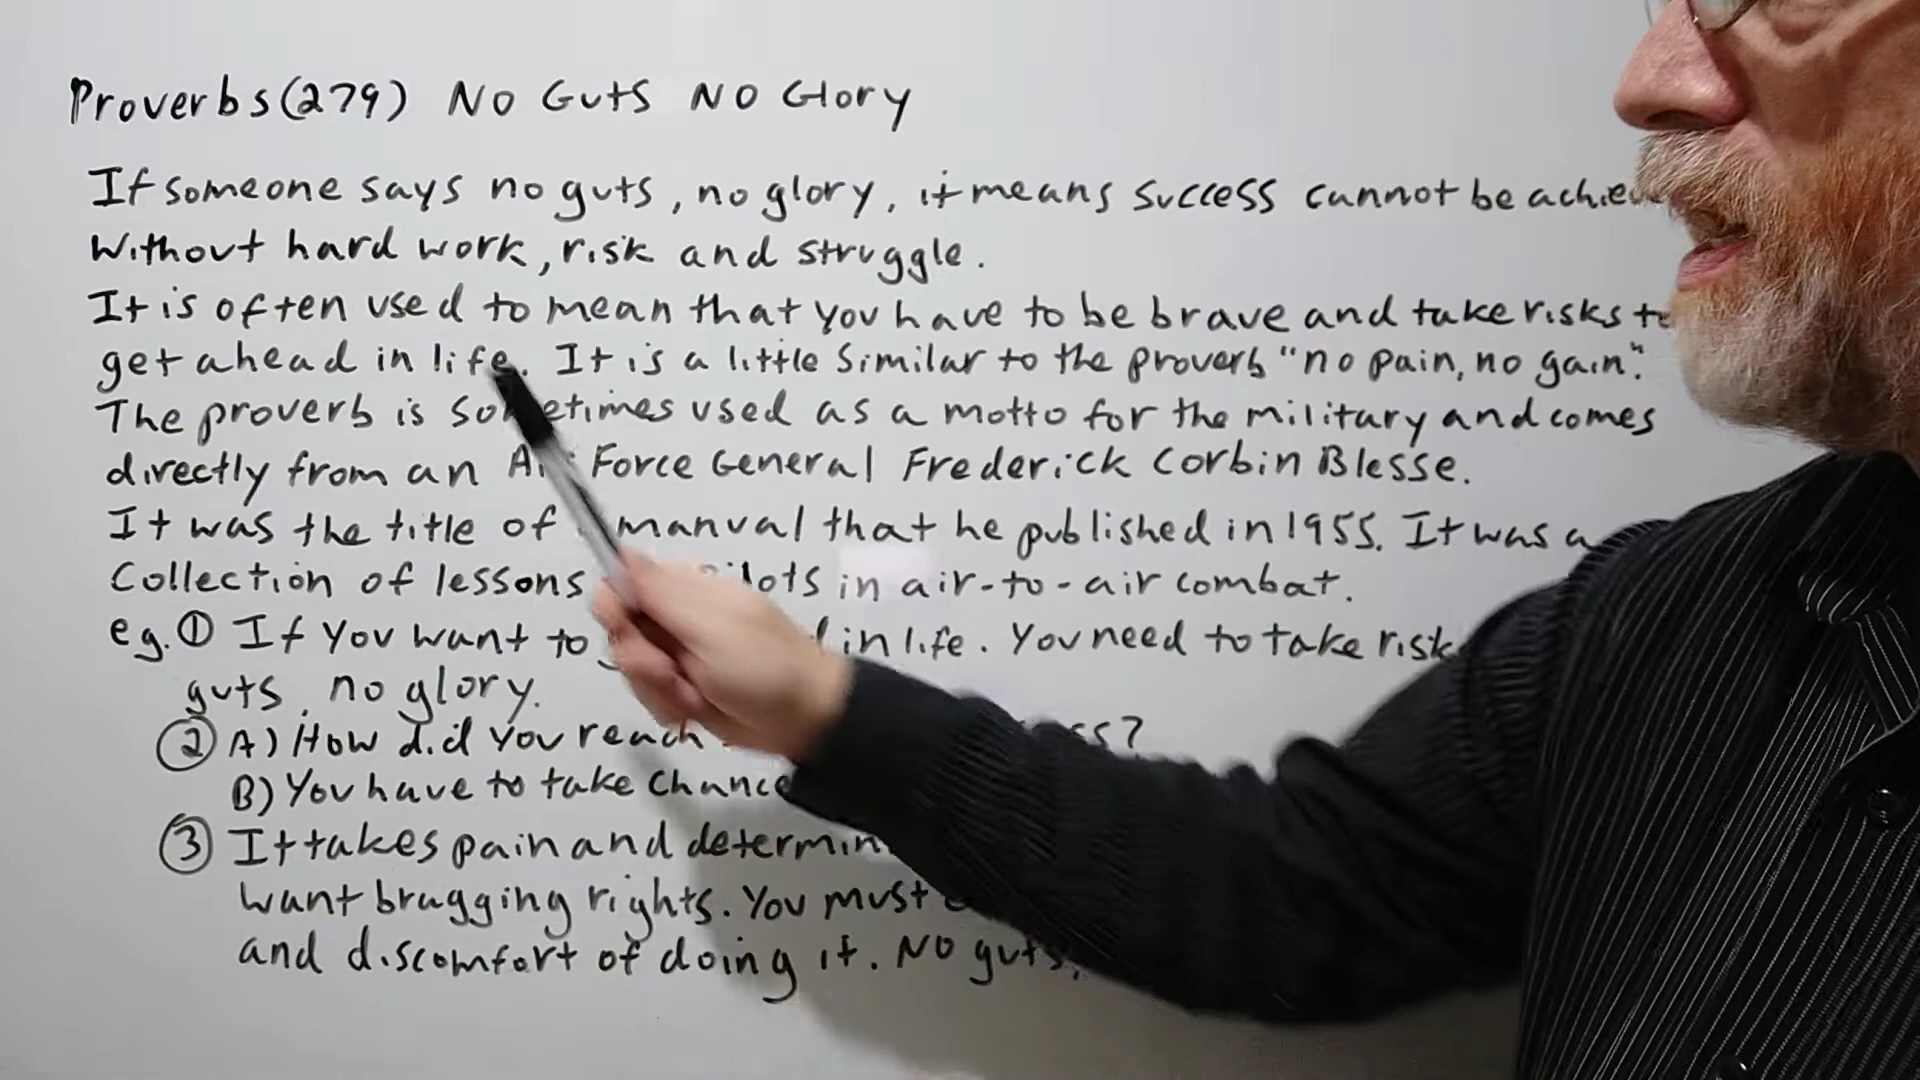 Proverbs(279) No Guts No Glory
If someone says no guts, no glory, it means success cannot be
without hard work, risk and struggle.
It is often used to mean that you have to be brave and take risks to
get ahead in life. It is a little similar to the proverb "no pain, no gain".
The proverb is sometimes used as a motto for the military and comes
directly from an Air Force General Frederick Corbin Blesse.
It was the title of manual that he published in 1955. It was a
Collection of lessons pilots in air-to-air combat.
eg. ① If you want to in life. You need to take
guts, no glory.
② A) How did you reach
B) You have to take
③ It takes pain and
want bragging rights. You must
and discomfort of doing it. No guts,